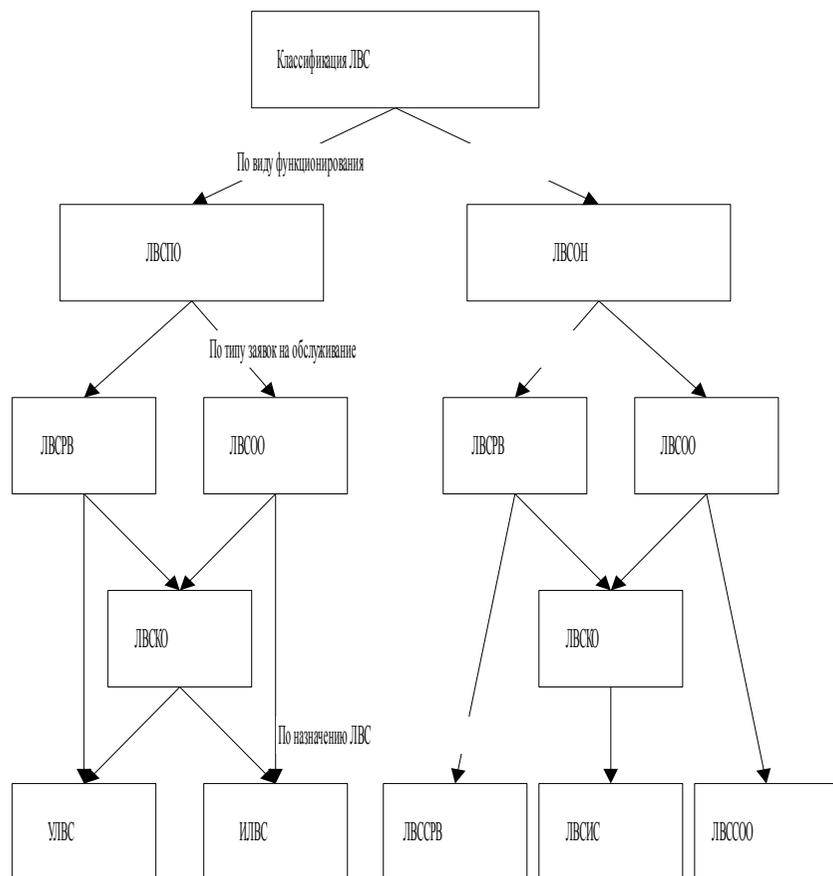 Классификация ЛВС
По виду функционирования
ЛВСПО
ЛВСОН
По типу заявок на обслуживание
ЛВСРВ
ЛВСОО
ЛВСРВ
ЛВСОО
ЛВСКО
ЛВСКО
По назначению ЛВС
УЛВС
ИЛВС
ЛВССРВ
ЛВСИС
ЛВССОО